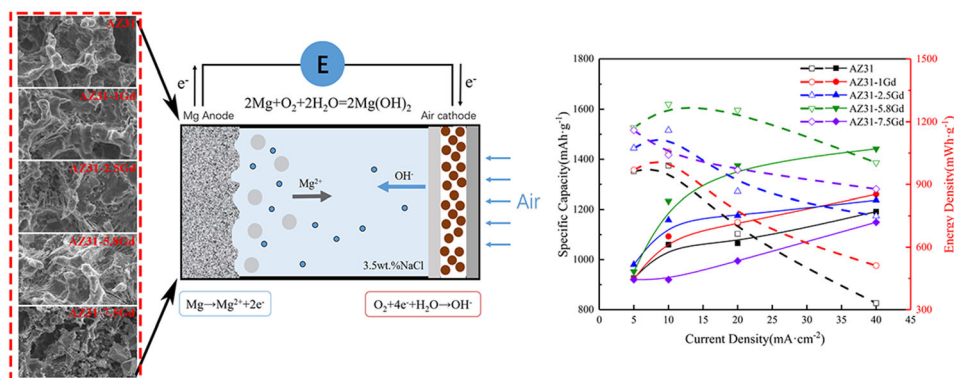 AZ31
AZ31-1Gd
AZ31-2.5Gd
AZ31-5.8Gd
AZ31-7.5Gd
E
e⁻
e⁻
2Mg+O₂+2H₂O=2Mg(OH)₂
Mg Anode
Air cathode
Mg²⁺
OH⁻
Air
3.5wt.%NaCl
Mg→Mg²⁺+2e⁻
O₂+4e⁻+H₂O→OH⁻
Specific Capacity(mAh·g⁻¹)
1800
1600
1400
1200
1000
800
AZ31
AZ31-1Gd
AZ31-2.5Gd
AZ31-5.8Gd
AZ31-7.5Gd
1500
1200
900
600
300
Energy Density(mWh·g⁻¹)
0 5 10 15 20 25 30 35 40 45
Current Density(mA·cm⁻²)